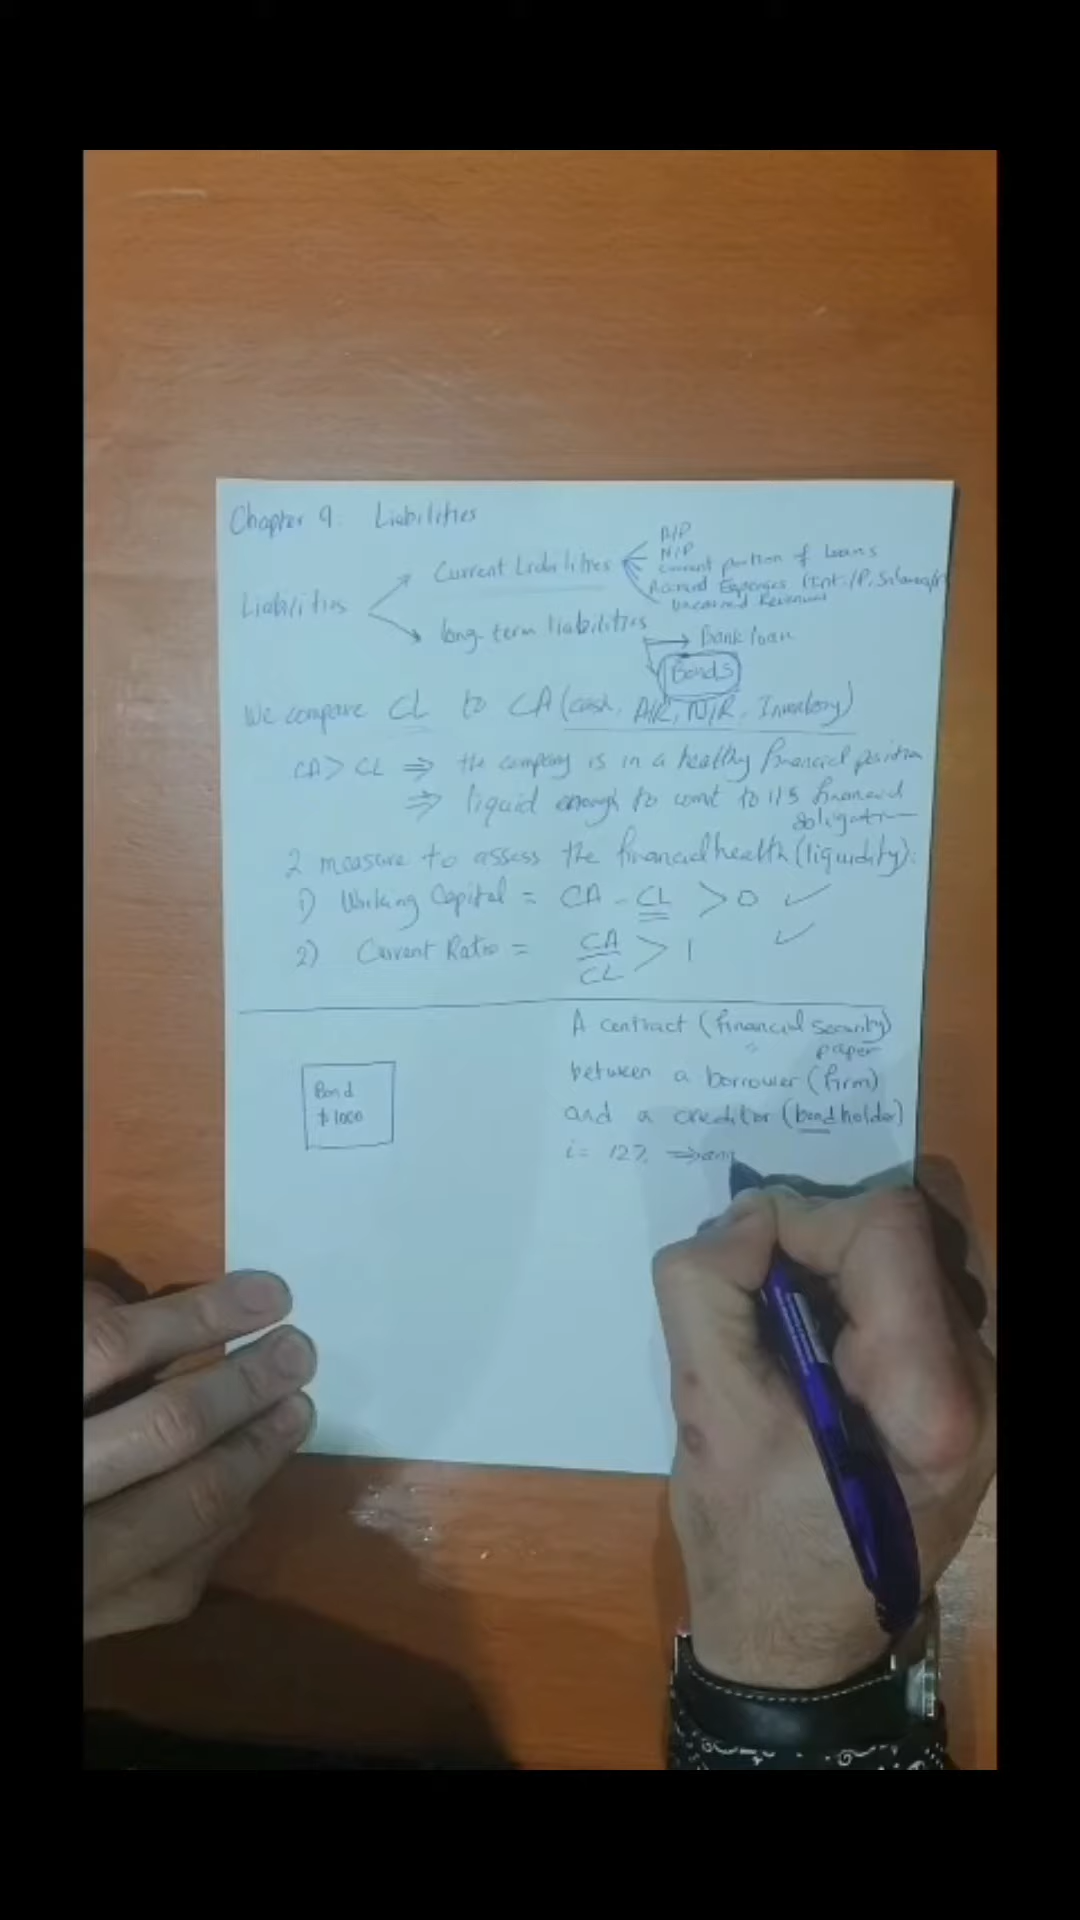 Chapter 9: Liabilities
A/P
N/P
Current portion of loans
Current Liabilities
Accrued Expenses (Int./P, Salaries/P
Unearned Revenues
Liabilities
long-term liabilities
Bank loan
Bonds
We compare CL to CA (cash, A/R, N/R, Inventory)
CA > CL ⇒ the company is in a healthy financial position
⇒ liquid enough to to its financial
obligation
2 measure to assess the financial health (liquidity):
1) Working Capital = CA - CL > 0 ✓
2) Current Ratio = CA/CL > 1 ✓
A contract (financial security)
paper
between a borrower (firm)
and a creditor (bondholder)
i = 12% ⇒
Bond
$1000